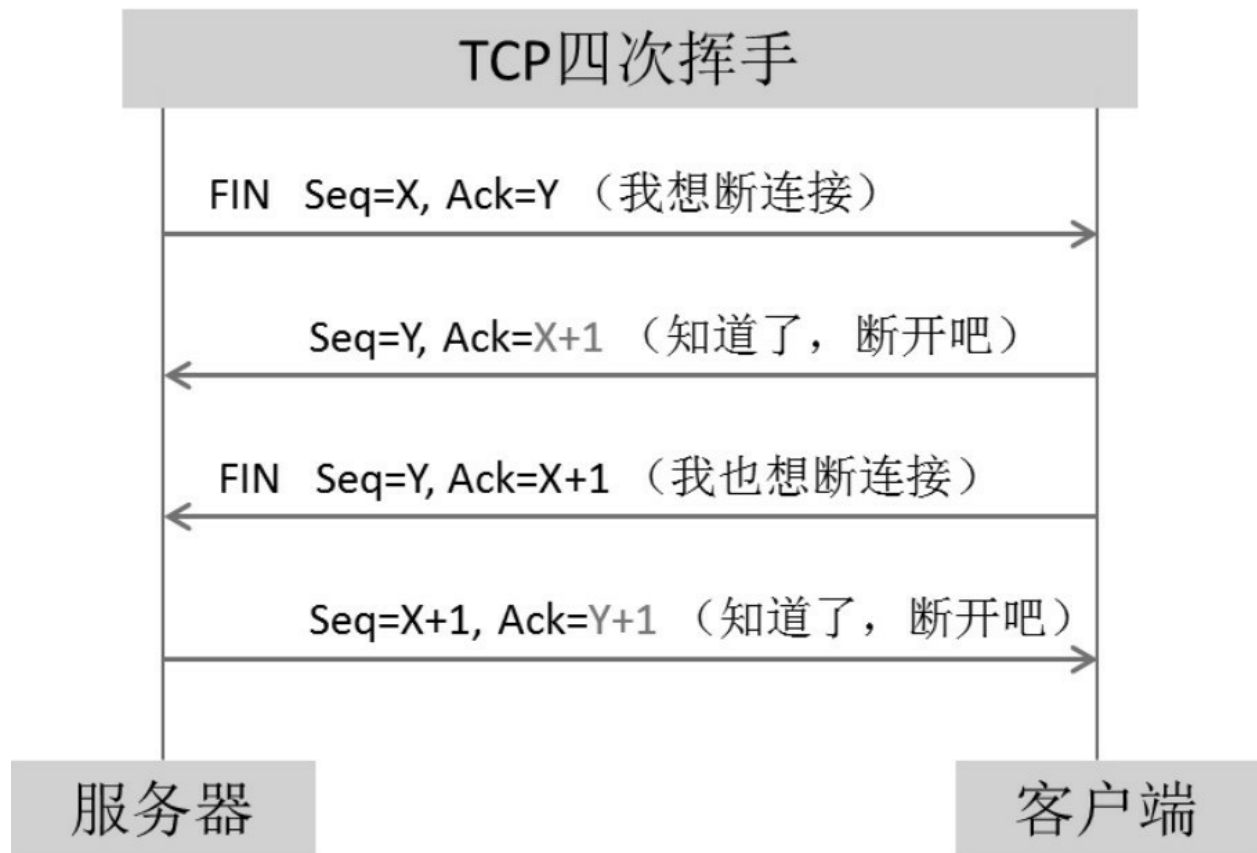 TCP四次挥手
FIN Seq=X, Ack=Y （我想断连接）
Seq=Y, Ack=X+1 （知道了，断开吧）
FIN Seq=Y, Ack=X+1 （我也想断连接）
Seq=X+1, Ack=Y+1 （知道了，断开吧）
服务器
客户端